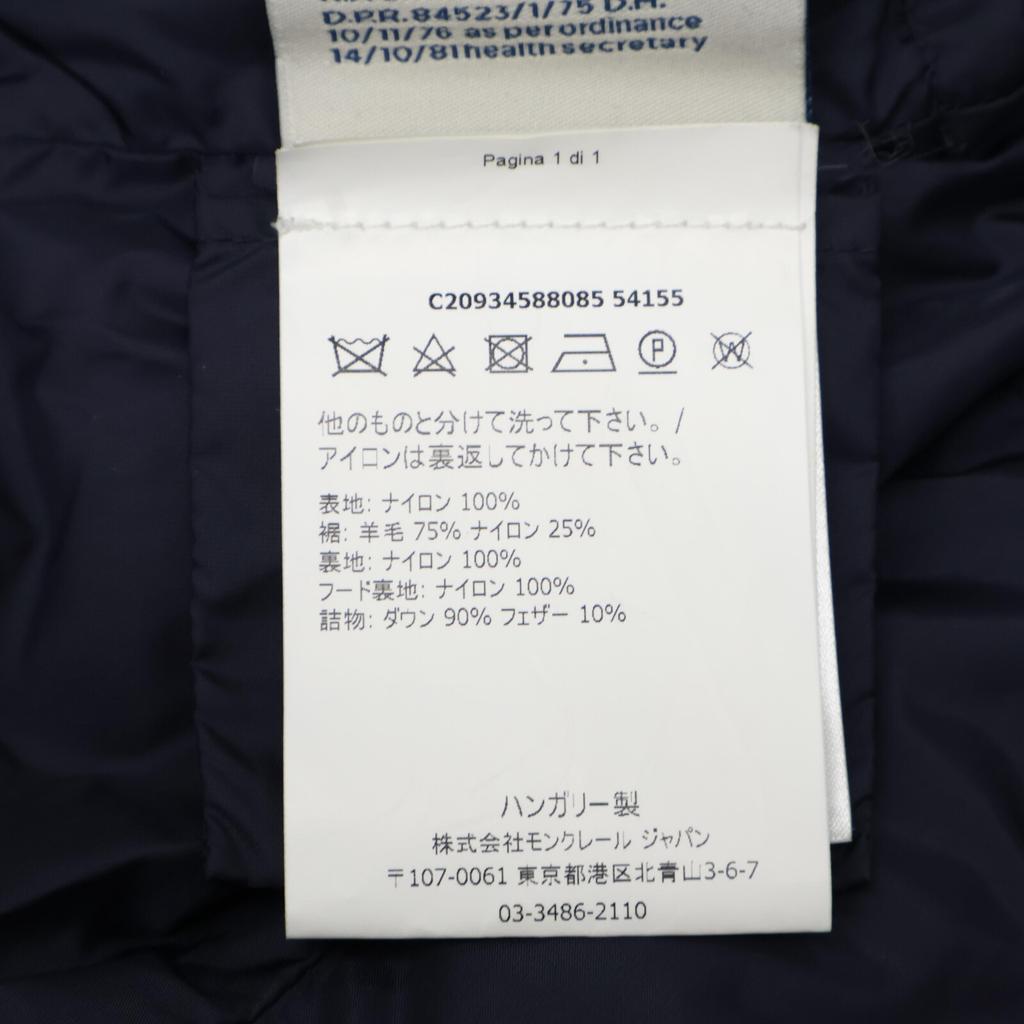 D.P.R. 84523/1/75 D.M.
10/11/76 as per ordinance
14/10/81 health secretary
Pagina 1 di 1
C20934588085 54155
P
W
他のものと分けて洗って下さい。/
アイロンは裏返してかけて下さい。
表地: ナイロン 100%
裾: 羊毛 75% ナイロン 25%
裏地: ナイロン 100%
フード裏地: ナイロン 100%
詰物: ダウン 90% フェザー 10%
ハンガリー製
株式会社モンクレール ジャパン
〒107-0061 東京都港区北青山3-6-7
03-3486-2110